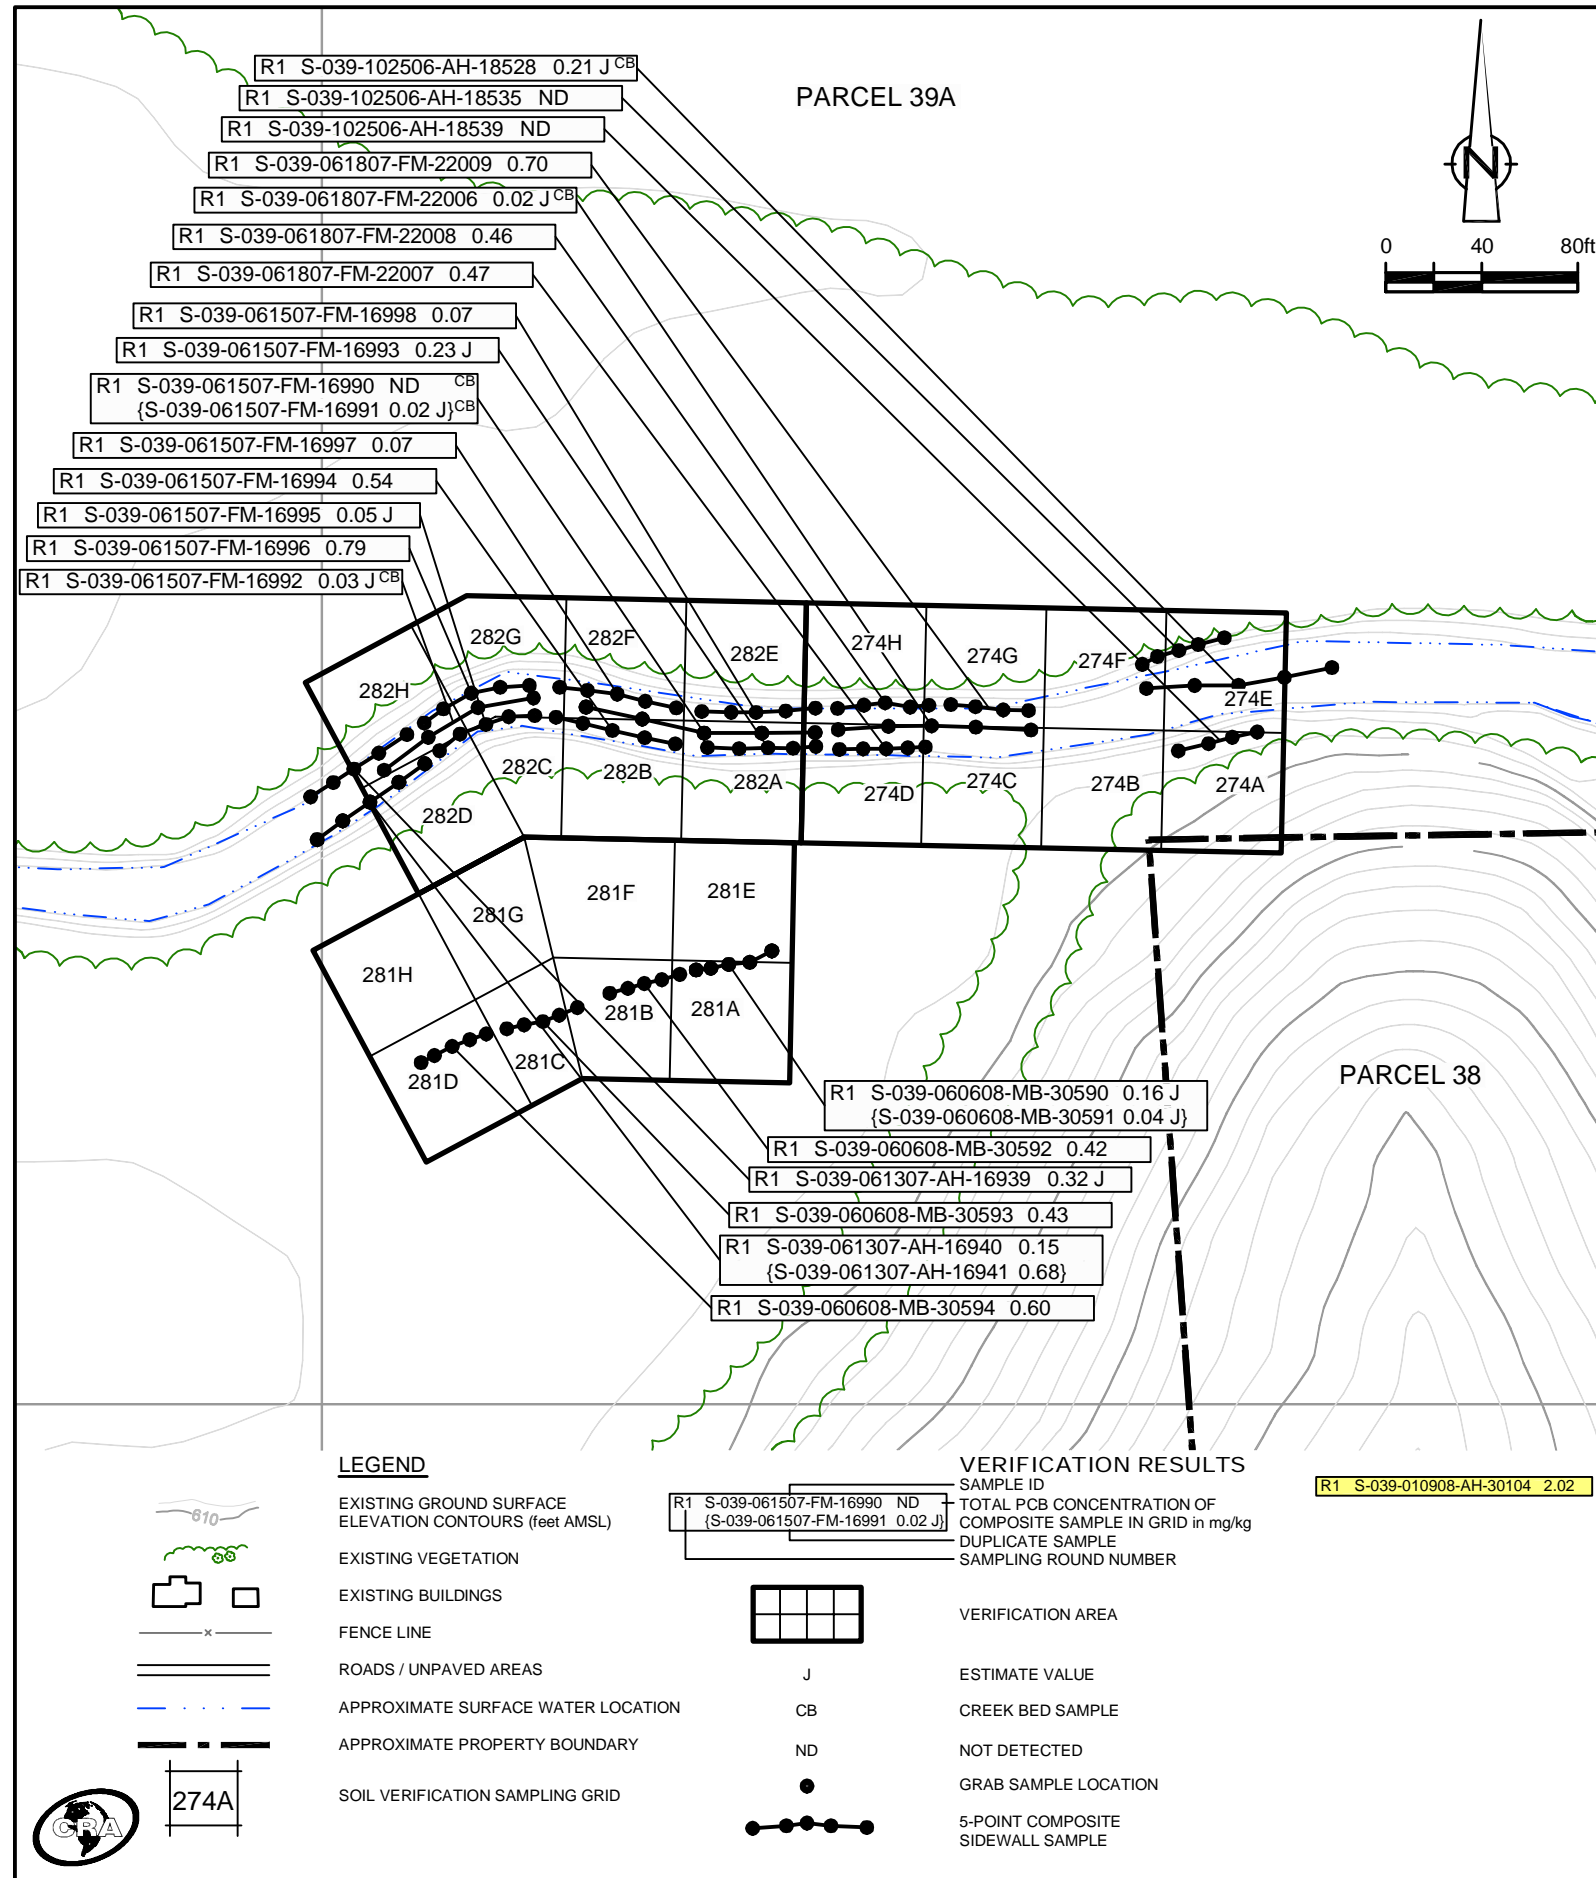 R1 S-039-102506-AH-18528 0.21 J CB
PARCEL 39A
R1 S-039-102506-AH-18535 ND
R1 S-039-102506-AH-18539 ND
R1 S-039-061807-FM-22009 0.70
R1 S-039-061807-FM-22006 0.02 J CB
R1 S-039-061807-FM-22008 0.46
R1 S-039-061807-FM-22007 0.47
R1 S-039-061507-FM-16998 0.07
R1 S-039-061507-FM-16993 0.23 J
R1 S-039-061507-FM-16990 ND CB
{S-039-061507-FM-16991 0.02 J} CB
R1 S-039-061507-FM-16997 0.07
R1 S-039-061507-FM-16994 0.54
R1 S-039-061507-FM-16995 0.05 J
R1 S-039-061507-FM-16996 0.79
R1 S-039-061507-FM-16992 0.03 J CB
N
0 40 80ft
282G
282F
282E
274H
274G
274F
274E
282H
282D
282C
282B
282A
274D
274C
274B
274A
281H
281G
281F
281E
281D
281C
281B
281A
PARCEL 38
R1 S-039-060608-MB-30590 0.16 J
{S-039-060608-MB-30591 0.04 J}
R1 S-039-060608-MB-30592 0.42
R1 S-039-061307-AH-16939 0.32 J
R1 S-039-060608-MB-30593 0.43
R1 S-039-061307-AH-16940 0.15
{S-039-061307-AH-16941 0.68}
R1 S-039-060608-MB-30594 0.60
LEGEND
610
EXISTING GROUND SURFACE
ELEVATION CONTOURS (feet AMSL)
EXISTING VEGETATION
EXISTING BUILDINGS
x
FENCE LINE
ROADS / UNPAVED AREAS
APPROXIMATE SURFACE WATER LOCATION
APPROXIMATE PROPERTY BOUNDARY
274A
SOIL VERIFICATION SAMPLING GRID
CRA
VERIFICATION RESULTS
R1 S-039-061507-FM-16990 ND
{S-039-061507-FM-16991 0.02 J}
SAMPLE ID
TOTAL PCB CONCENTRATION OF
COMPOSITE SAMPLE IN GRID in mg/kg
DUPLICATE SAMPLE
SAMPLING ROUND NUMBER
R1 S-039-010908-AH-30104 2.02
VERIFICATION AREA
J ESTIMATE VALUE
CB CREEK BED SAMPLE
ND NOT DETECTED
GRAB SAMPLE LOCATION
5-POINT COMPOSITE
SIDEWALL SAMPLE